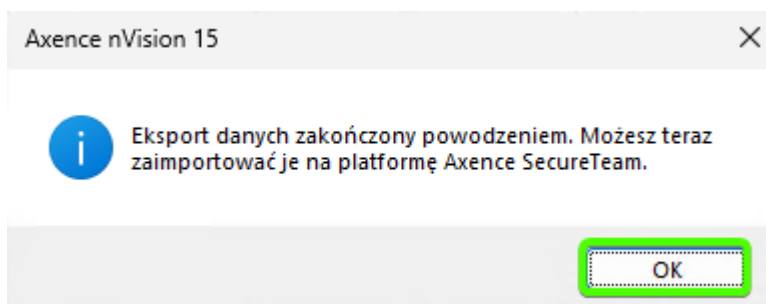 Axence nVision 15
Eksport danych zakończony powodzeniem. Możesz teraz
zaimportować je na platformę Axence SecureTeam.
OK